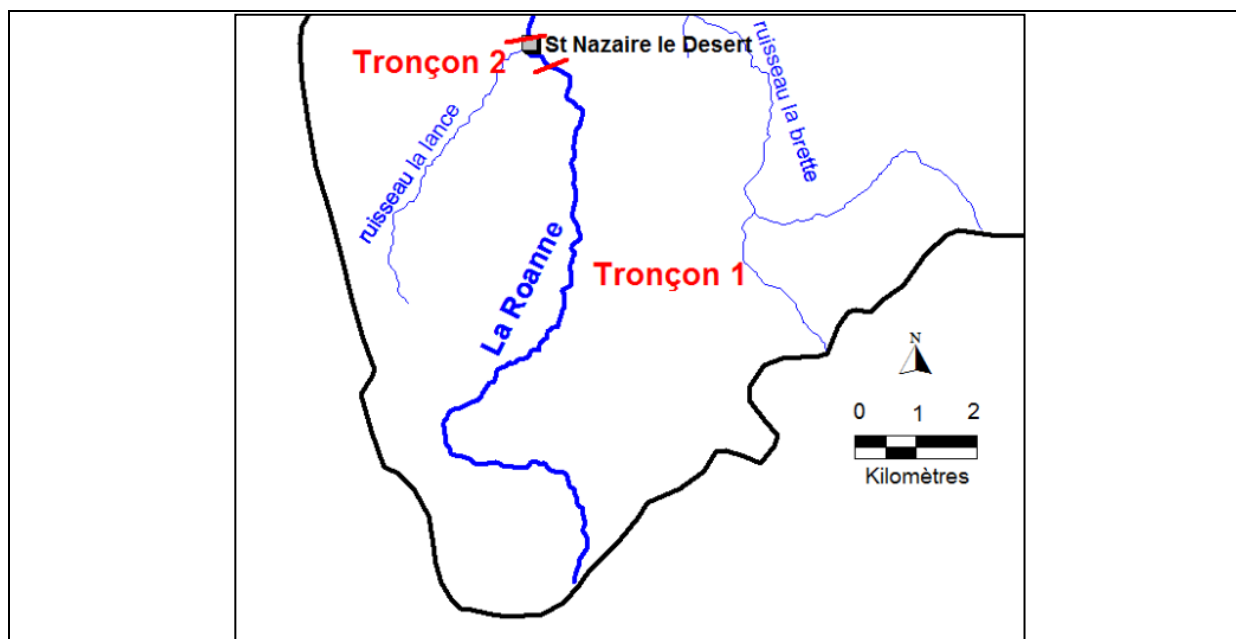 St Nazaire le Desert
Tronçon 2
ruisseau la brette
ruisseau la lance
La Roanne
Tronçon 1
N
0 1 2
Kilomètres